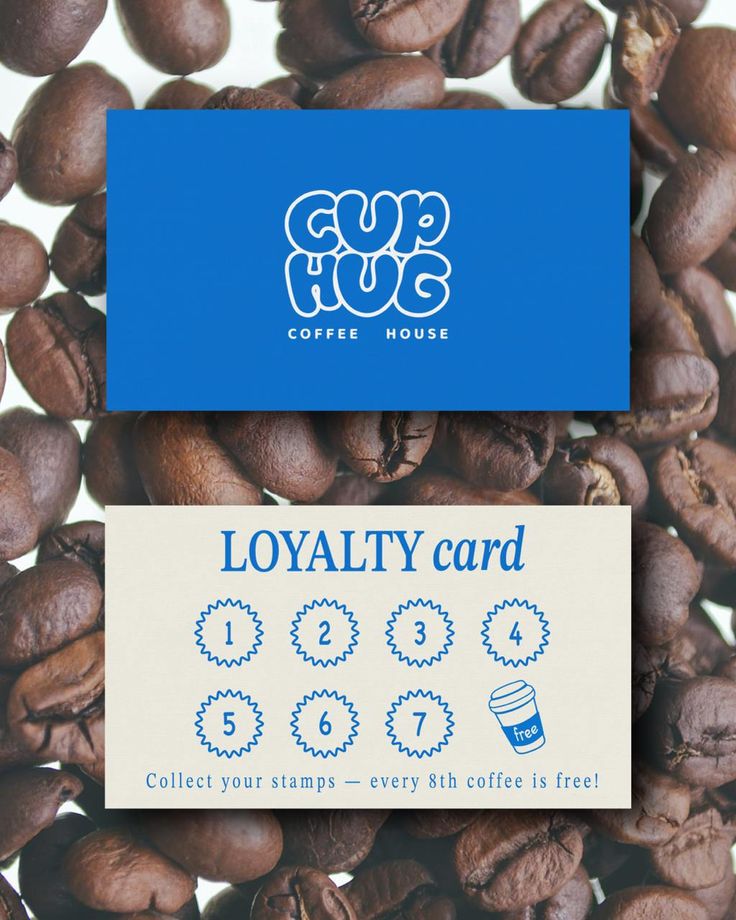 CUP
HUG
COFFEE HOUSE
LOYALTY card
1 2 3 4
5 6 7 free
Collect your stamps — every 8th coffee is free!